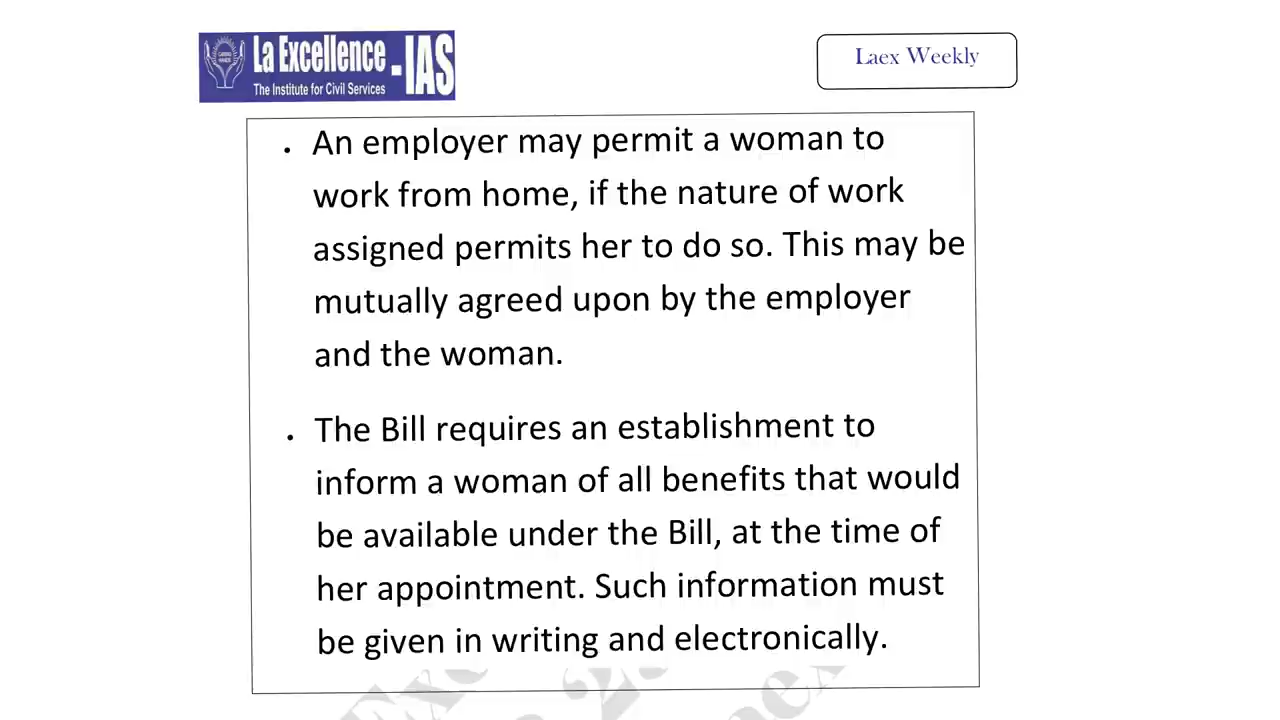 La Excellence -IAS
The Institute for Civil Services
Laex Weekly
• An employer may permit a woman to
work from home, if the nature of work
assigned permits her to do so. This may be
mutually agreed upon by the employer
and the woman.
• The Bill requires an establishment to
inform a woman of all benefits that would
be available under the Bill, at the time of
her appointment. Such information must
be given in writing and electronically.